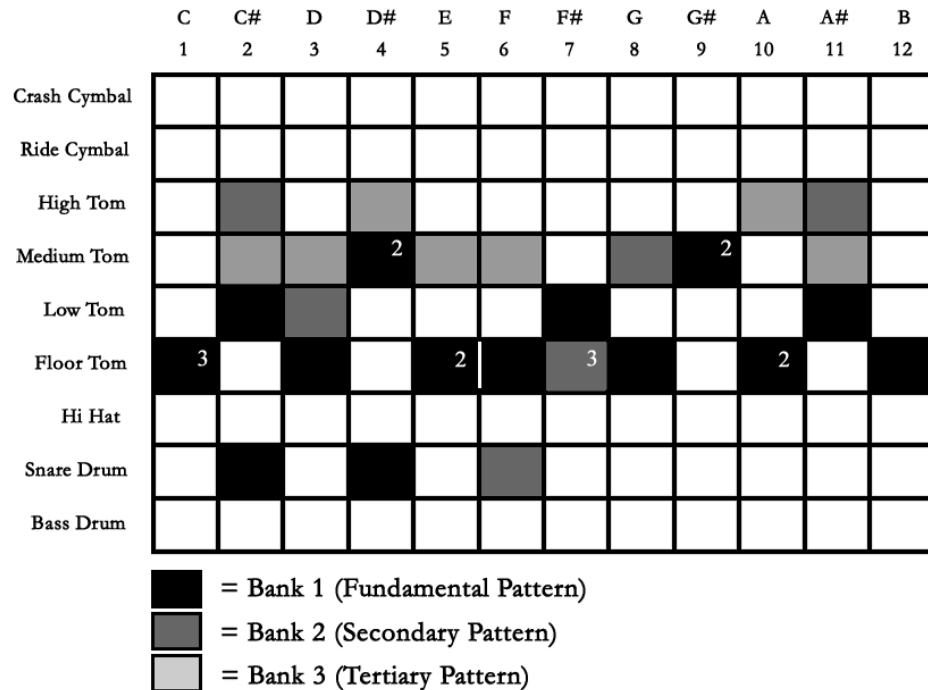 C C# D D# E F F# G G# A A# B
1 2 3 4 5 6 7 8 9 10 11 12
Crash Cymbal
Ride Cymbal
High Tom
Medium Tom 2 2
Low Tom
Floor Tom 3 2 3 2
Hi Hat
Snare Drum
Bass Drum
= Bank 1 (Fundamental Pattern)
= Bank 2 (Secondary Pattern)
= Bank 3 (Tertiary Pattern)